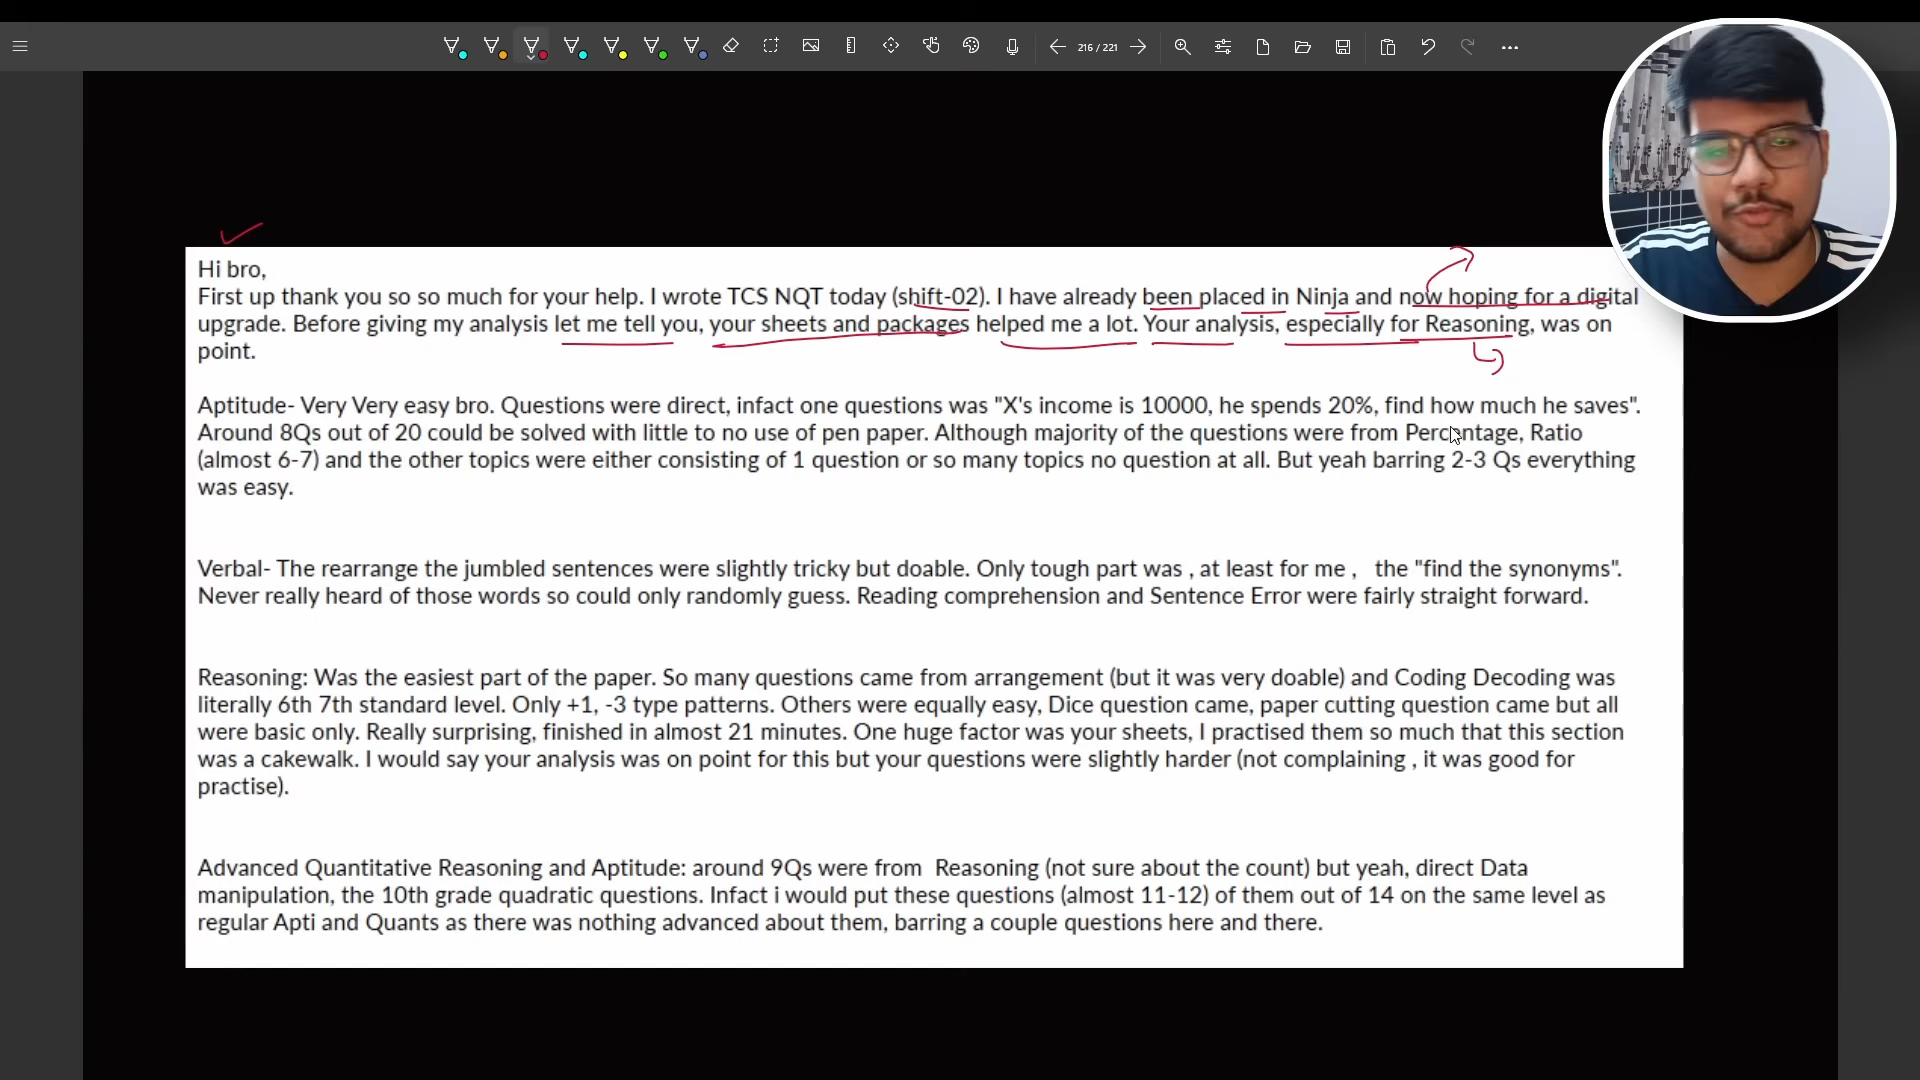 216 / 221
Hi bro,
First up thank you so so much for your help. I wrote TCS NQT today (shift-02). I have already been placed in Ninja and now hoping for a digital
upgrade. Before giving my analysis let me tell you, your sheets and packages helped me a lot. Your analysis, especially for Reasoning, was on
point.
Aptitude- Very Very easy bro. Questions were direct, infact one questions was "X's income is 10000, he spends 20%, find how much he saves".
Around 8Qs out of 20 could be solved with little to no use of pen paper. Although majority of the questions were from Percentage, Ratio
(almost 6-7) and the other topics were either consisting of 1 question or so many topics no question at all. But yeah barring 2-3 Qs everything
was easy.
Verbal- The rearrange the jumbled sentences were slightly tricky but doable. Only tough part was , at least for me , the "find the synonyms".
Never really heard of those words so could only randomly guess. Reading comprehension and Sentence Error were fairly straight forward.
Reasoning: Was the easiest part of the paper. So many questions came from arrangement (but it was very doable) and Coding Decoding was
literally 6th 7th standard level. Only +1, -3 type patterns. Others were equally easy, Dice question came, paper cutting question came but all
were basic only. Really surprising, finished in almost 21 minutes. One huge factor was your sheets, I practised them so much that this section
was a cakewalk. I would say your analysis was on point for this but your questions were slightly harder (not complaining , it was good for
practise).
Advanced Quantitative Reasoning and Aptitude: around 9Qs were from Reasoning (not sure about the count) but yeah, direct Data
manipulation, the 10th grade quadratic questions. Infact i would put these questions (almost 11-12) of them out of 14 on the same level as
regular Apti and Quants as there was nothing advanced about them, barring a couple questions here and there.